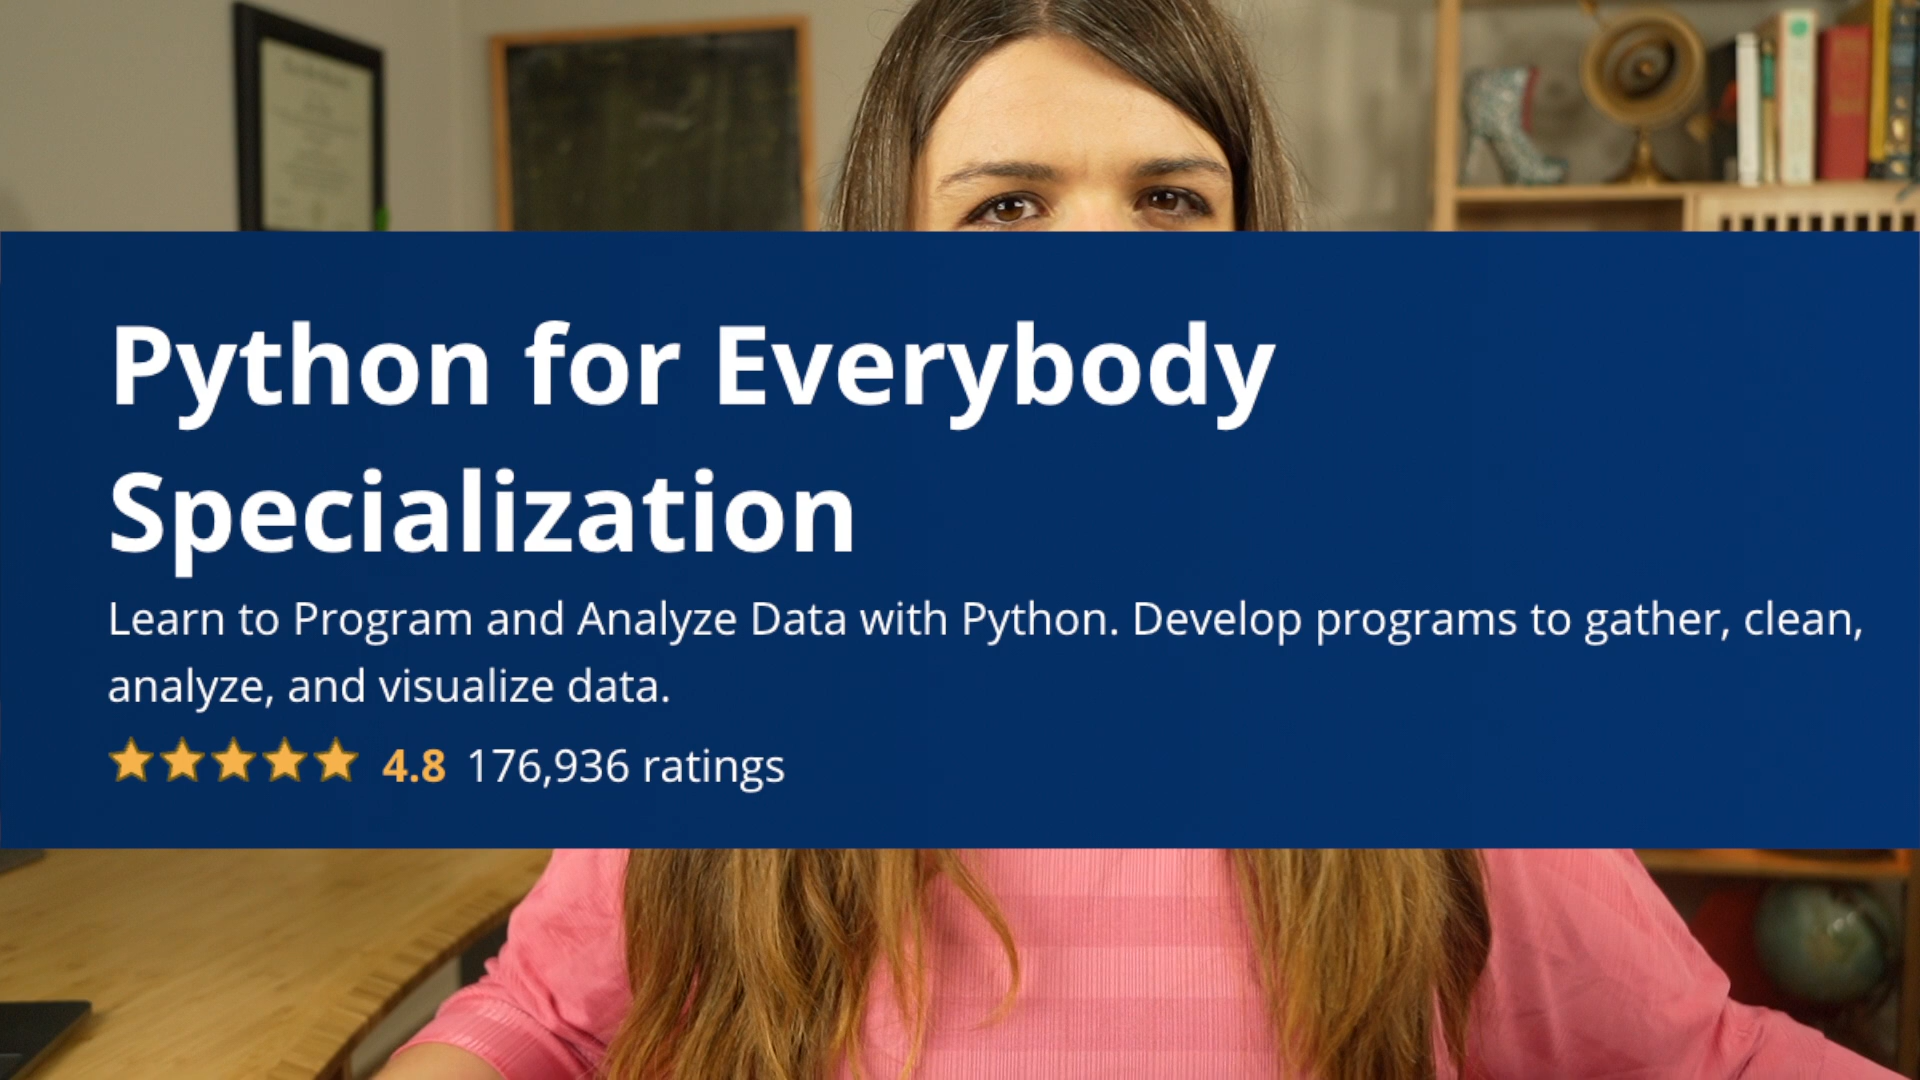 Python for Everybody
Specialization
Learn to Program and Analyze Data with Python. Develop programs to gather, clean,
analyze, and visualize data.
4.8 176,936 ratings